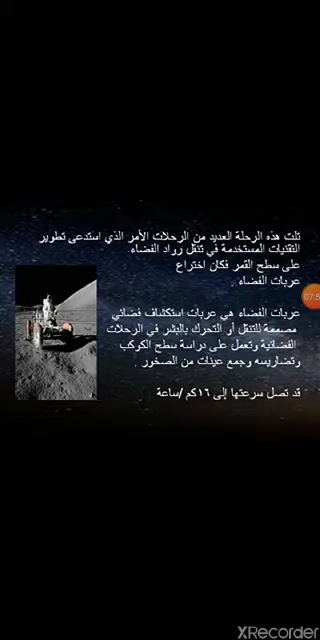 تلت هذه الرحلة العديد من الرحلات الأمر الذي استدعى تطوير
التقنيات المستخدمة في تنقل رواد الفضاء
على سطح القمر فكان اختراع
عربات الفضاء .
عربات الفضاء هي عربات استكشاف فضائي
مصممة للتنقل أو التحرك بالبشر في الرحلات
الفضائية وتعمل على دراسة سطح الكوكب
وتضاريسه وجمع عينات من الصخور .
قد تصل سرعتها إلى ١٦كم /ساعة
07:5
XRecorder